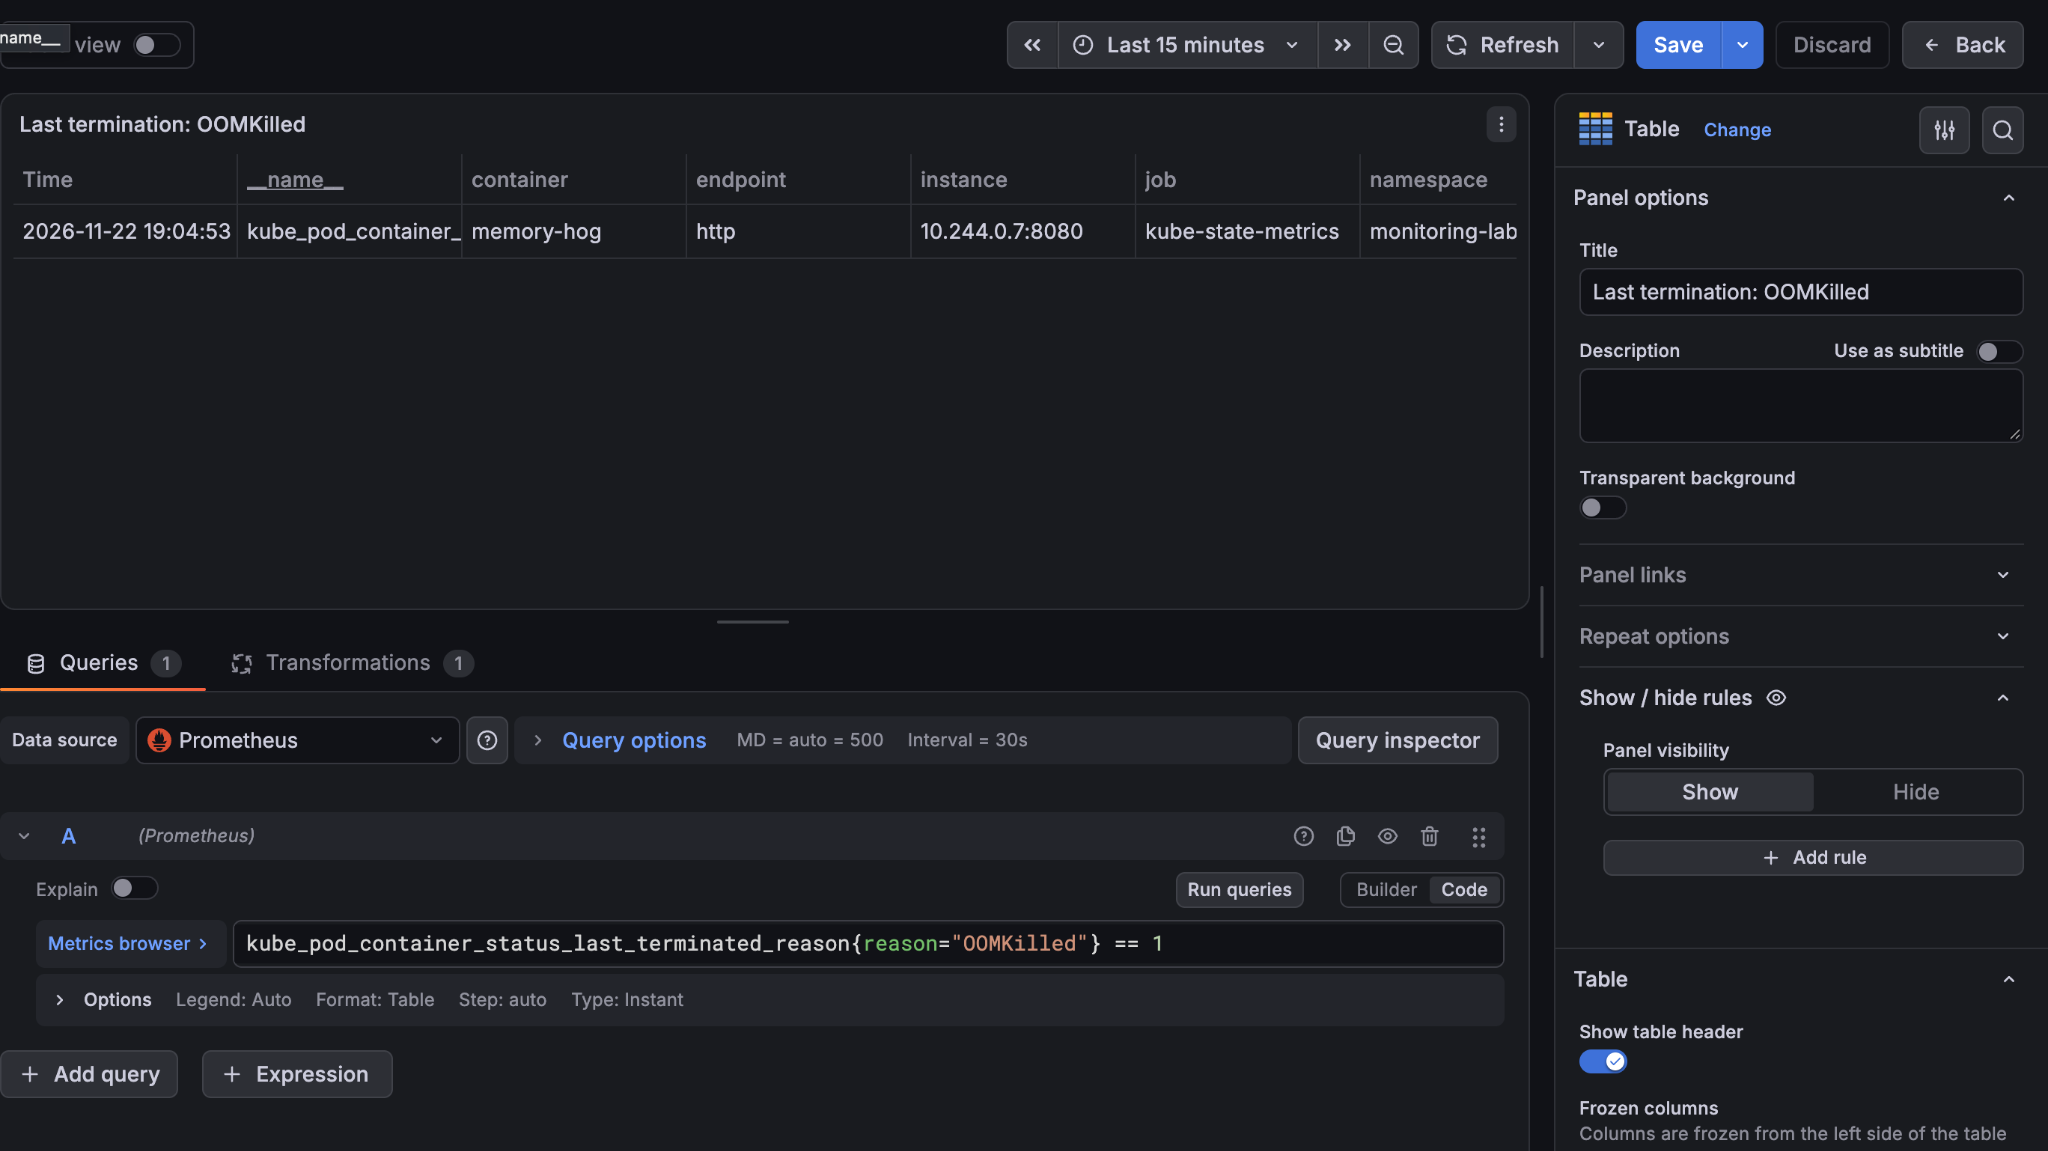 name__ view
Last 15 minutes Refresh Save Discard Back
Last termination: OOMKilled
Time __name__ container endpoint instance job namespace
2026-11-22 19:04:53 kube_pod_container_ memory-hog http 10.244.0.7:8080 kube-state-metrics monitoring-lab
Queries 1 Transformations 1
Data source Prometheus Query options MD = auto = 500 Interval = 30s Query inspector
A (Prometheus)
Explain Run queries Builder Code
Metrics browser > kube_pod_container_status_last_terminated_reason{reason="OOMKilled"} == 1
> Options Legend: Auto Format: Table Step: auto Type: Instant
+ Add query + Expression
Table Change
Panel options
Title
Last termination: OOMKilled
Description Use as subtitle
Transparent background
Panel links
Repeat options
Show / hide rules
Panel visibility
Show Hide
+ Add rule
Table
Show table header
Frozen columns
Columns are frozen from the left side of the table